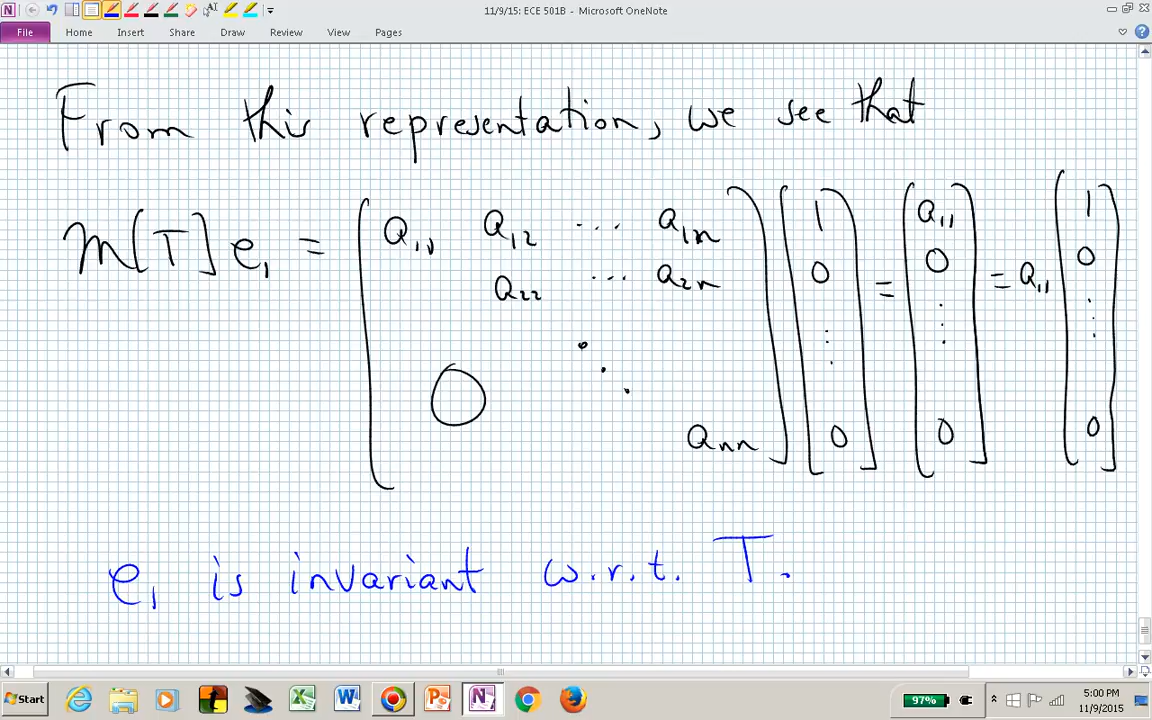 11/9/15: ECE 501B - Microsoft OneNote
File Home Insert Share Draw Review View Pages
From this representation, we see that
M[T]e₁ = ( a₁₁ a₁₂ ... a₁ₙ ) [ 1 ] = [ a₁₁ ] = a₁₁ [ 1 ]
a₂₂ ... a₂ₙ 0 0 0
⋱ ⋮ ⋮ ⋮
0 aₙₙ 0 0 0
e₁ is invariant w.r.t. T.
Start 97% 5:00 PM
11/9/2015